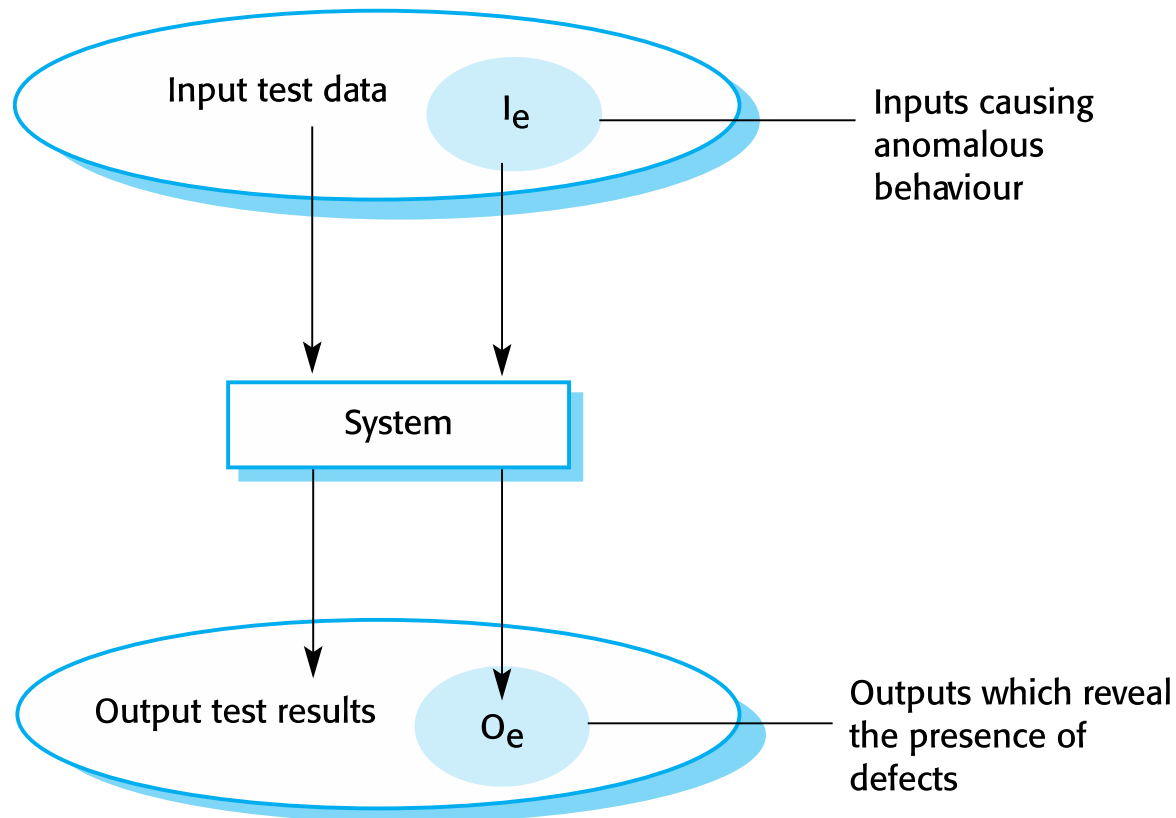 Input test data
Ie
Inputs causing
anomalous
behaviour
System
Output test results
Oe
Outputs which reveal
the presence of
defects